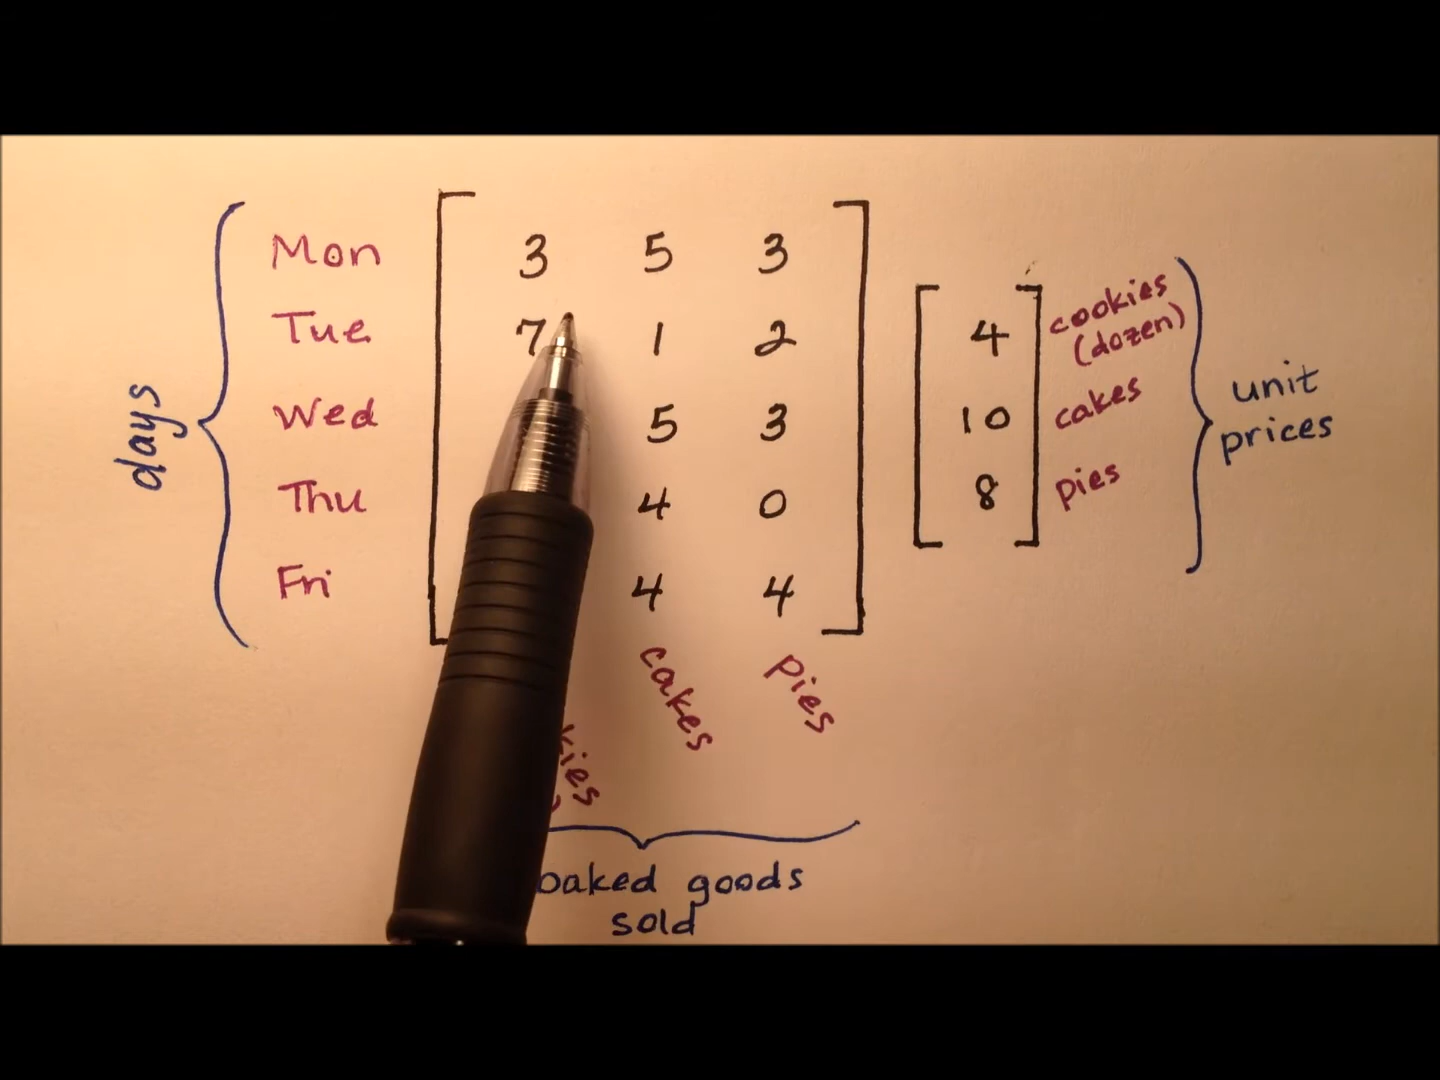 Mon 3 5 3
Tue 7 1 2
Wed 5 3
Thu 4 0
Fri 4 4
days
cakes
pies
baked goods
sold
4 cookies
(dozen)
10 cakes
8 pies
unit
prices